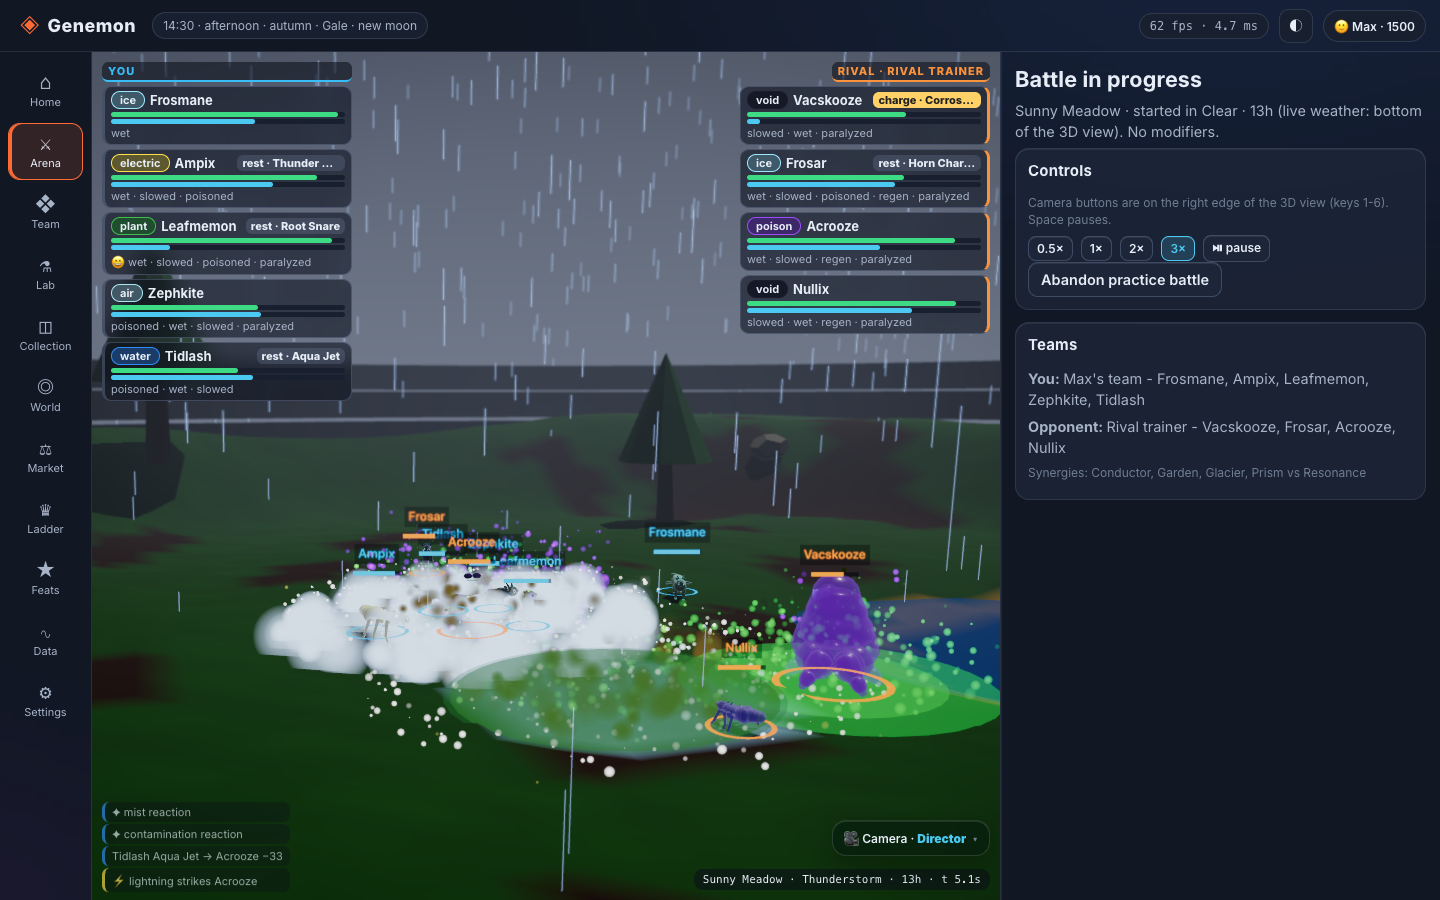 Genemon
14:30 · afternoon · autumn · Gale · new moon
62 fps · 4.7 ms
Max · 1500
Home
Arena
Team
Lab
Collection
World
Market
Ladder
Feats
Data
Settings
YOU
ice Frosmane
wet
electric Ampix rest · Thunder ...
wet · slowed · poisoned
plant Leafmemon rest · Root Snare
wet · slowed · poisoned · paralyzed
air Zephkite
poisoned · wet · slowed · paralyzed
water Tidlash rest · Aqua Jet
poisoned · wet · slowed
RIVAL · RIVAL TRAINER
void Vacskooze charge · Corros...
slowed · wet · paralyzed
ice Frosar rest · Horn Char...
wet · slowed · poisoned · regen · paralyzed
poison Acrooze
wet · slowed · regen · paralyzed
void Nullix
slowed · wet · regen · paralyzed
Frosar
Tidlash
Acrooze
Ampix
Frosmane
Vacskooze
Nullix
✦ mist reaction
✦ contamination reaction
Tidlash Aqua Jet → Acrooze −33
⚡ lightning strikes Acrooze
Camera · Director
Sunny Meadow · Thunderstorm · 13h · t 5.1s
Battle in progress
Sunny Meadow · started in Clear · 13h (live weather: bottom
of the 3D view). No modifiers.
Controls
Camera buttons are on the right edge of the 3D view (keys 1-6).
Space pauses.
0.5× 1× 2× 3× pause
Abandon practice battle
Teams
You: Max's team - Frosmane, Ampix, Leafmemon,
Zephkite, Tidlash
Opponent: Rival trainer - Vacskooze, Frosar, Acrooze,
Nullix
Synergies: Conductor, Garden, Glacier, Prism vs Resonance